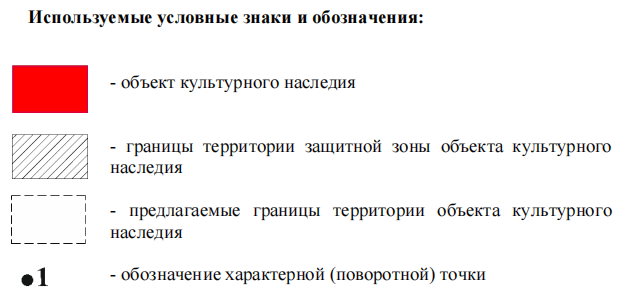 Используемые условные знаки и обозначения:
- объект культурного наследия
- границы территории защитной зоны объекта культурного
наследия
- предлагаемые границы территории объекта культурного
наследия
●1 - обозначение характерной (поворотной) точки